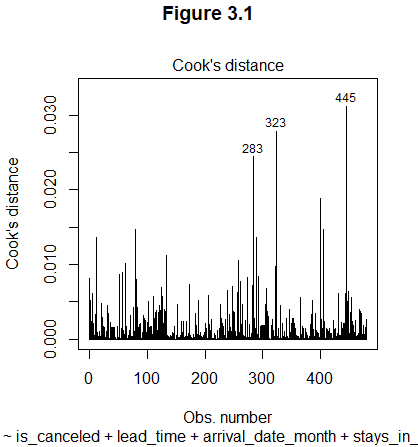 Figure 3.1
Cook's distance
0.030
0.020
0.010
0.000
Cook's distance
283
323
445
0 100 200 300 400
Obs. number
~ is_canceled + lead_time + arrival_date_month + stays_in_